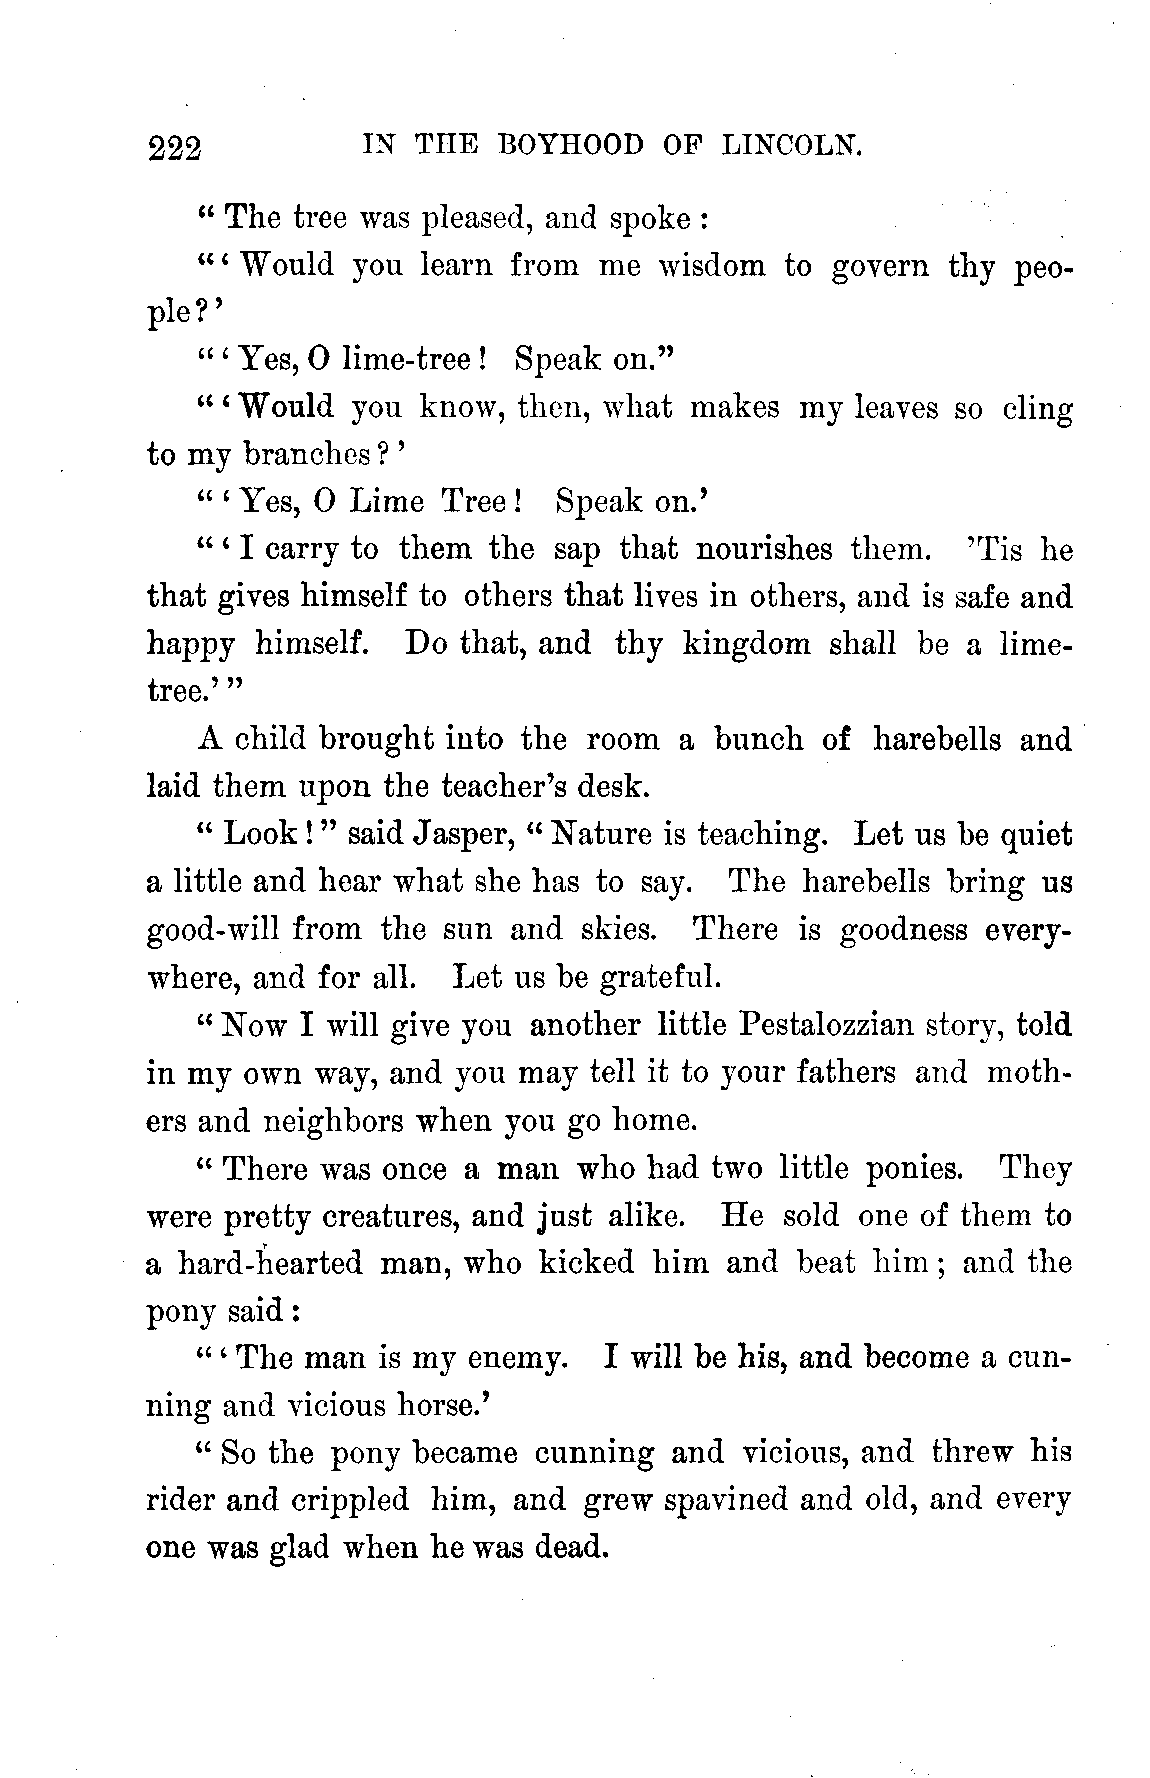 222 IN THE BOYHOOD OF LINCOLN.
“ The tree was pleased, and spoke :
“ ‘ Would you learn from me wisdom to govern thy peo-
ple ? ’
“ ‘ Yes, O lime-tree ! Speak on.”
“ ‘ Would you know, then, what makes my leaves so cling
to my branches ? ’
“ ‘ Yes, O Lime Tree ! Speak on.’
“ ‘ I carry to them the sap that nourishes them. ’Tis he
that gives himself to others that lives in others, and is safe and
happy himself. Do that, and thy kingdom shall be a lime-
tree.’ ”
A child brought into the room a bunch of harebells and
laid them upon the teacher’s desk.
“ Look ! ” said Jasper, “ Nature is teaching. Let us be quiet
a little and hear what she has to say. The harebells bring us
good-will from the sun and skies. There is goodness every-
where, and for all. Let us be grateful.
“ Now I will give you another little Pestalozzian story, told
in my own way, and you may tell it to your fathers and moth-
ers and neighbors when you go home.
“ There was once a man who had two little ponies. They
were pretty creatures, and just alike. He sold one of them to
a hard-hearted man, who kicked him and beat him ; and the
pony said :
“ ‘ The man is my enemy. I will be his, and become a cun-
ning and vicious horse.’
“ So the pony became cunning and vicious, and threw his
rider and crippled him, and grew spavined and old, and every
one was glad when he was dead.